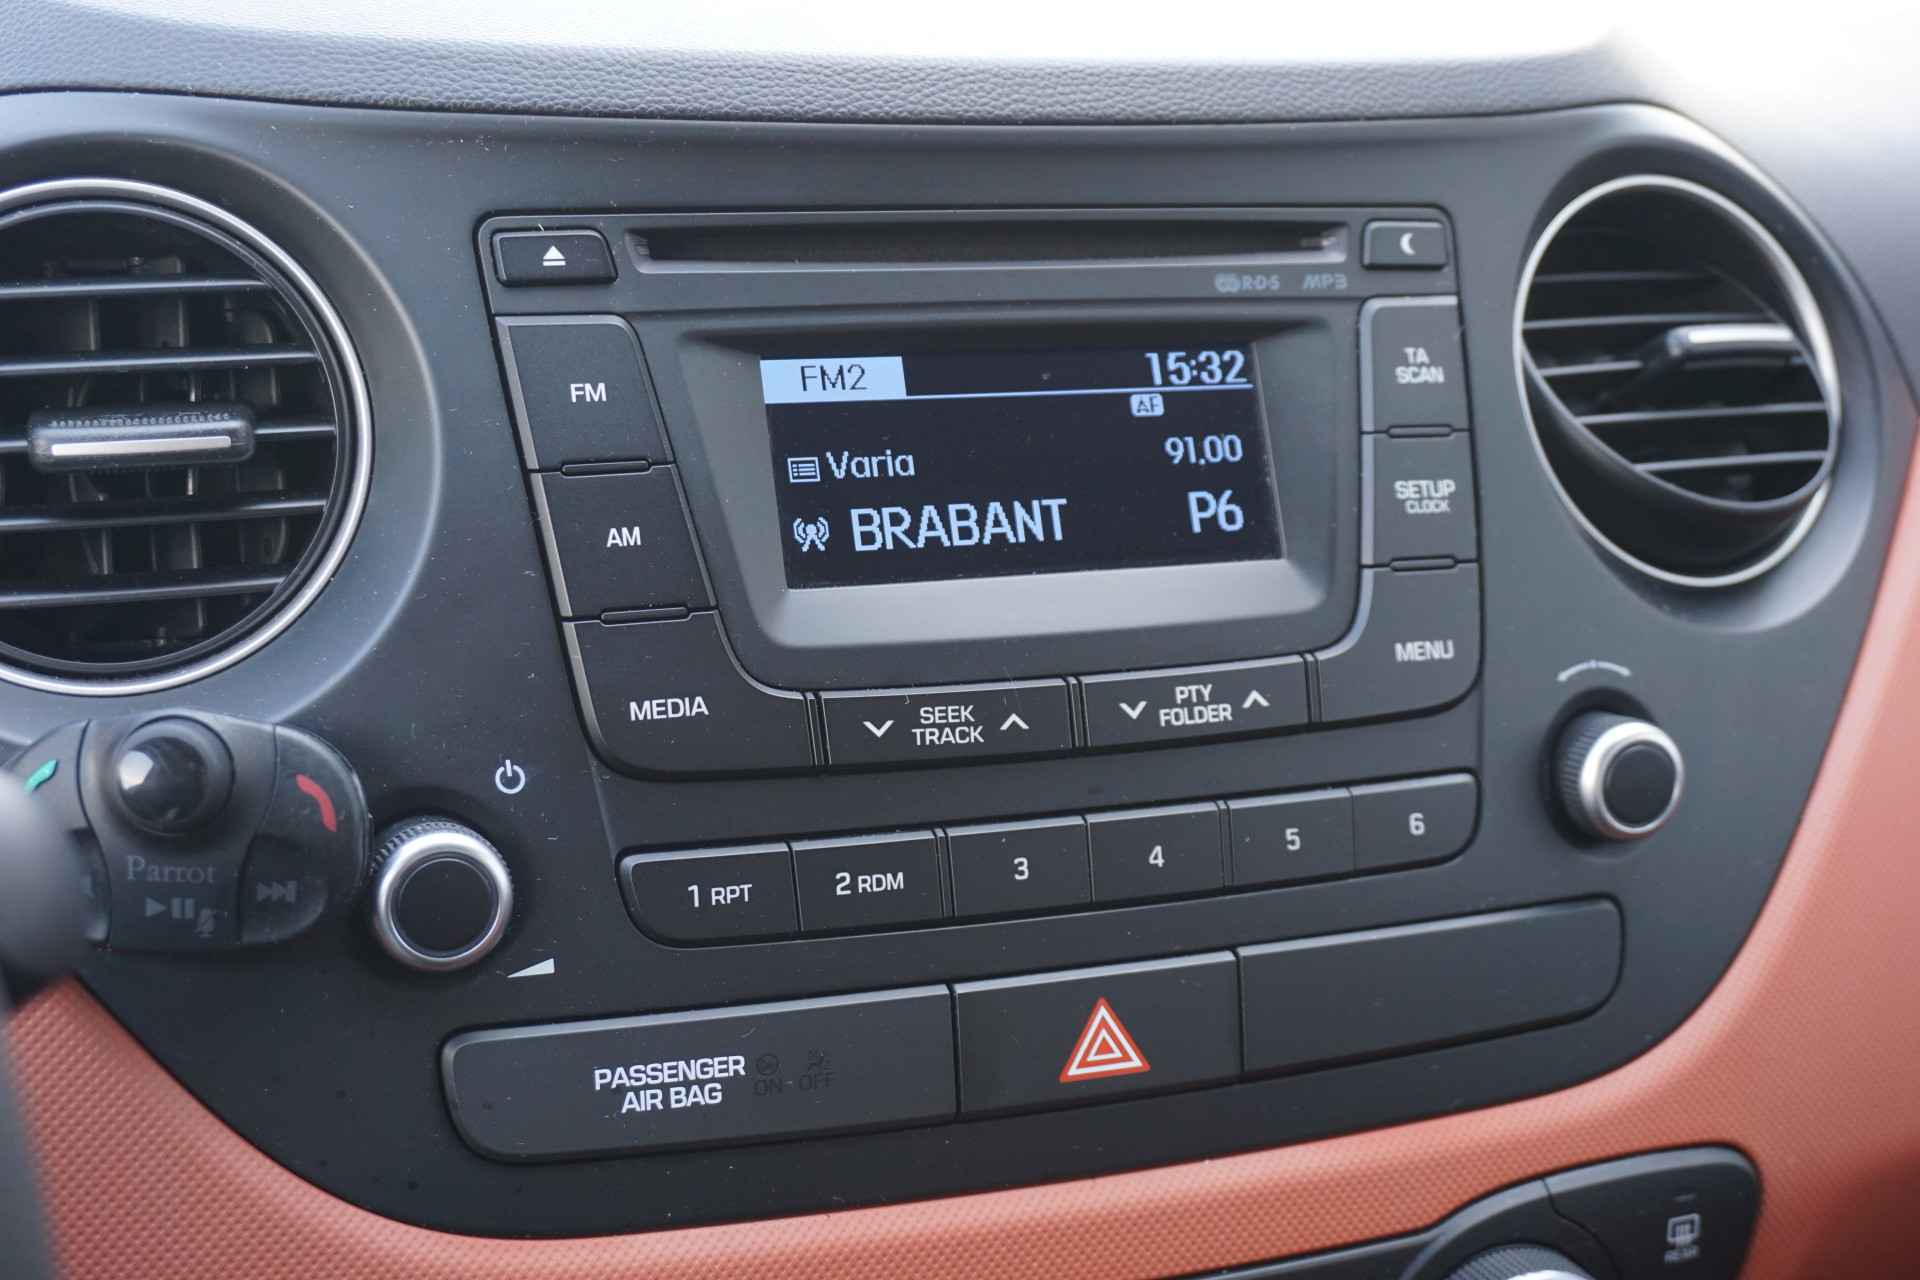 R·D·S MP3
FM2 15:32
AF
Varia 91.00
BRABANT P6
FM
AM
MEDIA
TA
SCAN
SETUP
CLOCK
MENU
SEEK
TRACK
PTY
FOLDER
1 RPT
2 RDM
3
4
5
6
Parrot
PASSENGER
AIR BAG
ON OFF
REAR